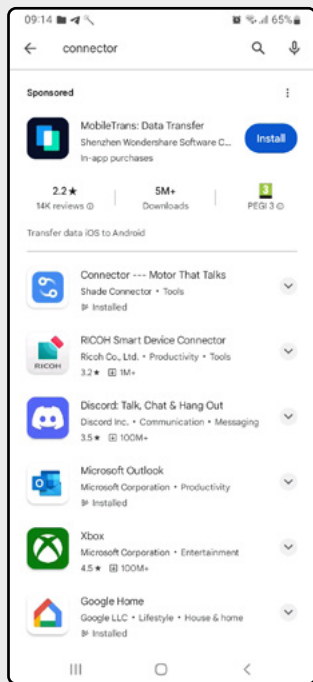 09:14 65%
connector
Sponsored
MobileTrans: Data Transfer
Shenzhen Wondershare Software C...
In-app purchases
Install
2.2★ 5M+ 3
14K reviews Downloads PEGI 3
Transfer data iOS to Android
Connector --- Motor That Talks
Shade Connector • Tools
Installed
RICOH Smart Device Connector
Ricoh Co., Ltd. • Productivity • Tools
RICOH
3.2★ 1M+
Discord: Talk, Chat & Hang Out
Discord Inc. • Communication • Messaging
3.5★ 100M+
Microsoft Outlook
Microsoft Corporation • Productivity
Installed
Xbox
Microsoft Corporation • Entertainment
4.5★ 100M+
Google Home
Google LLC • Lifestyle • House & home
Installed